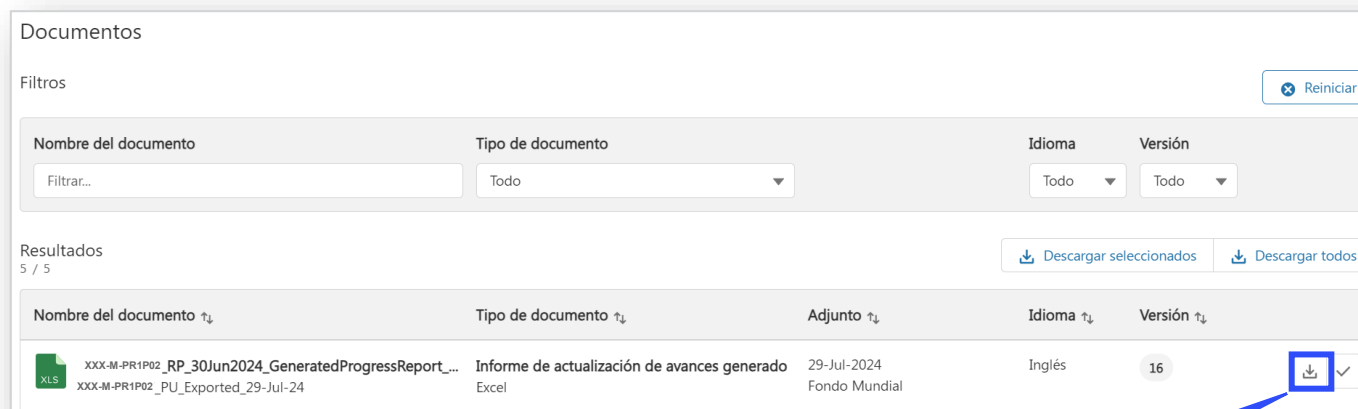 Documentos
Filtros
Reiniciar
Nombre del documento Tipo de documento Idioma Versión
Filtrar... Todo Todo Todo
Resultados
5 / 5
Descargar seleccionados Descargar todos
Nombre del documento Tipo de documento Adjunto Idioma Versión
XXX-M-PR1P02_RP_30Jun2024_GeneratedProgressReport_... Informe de actualización de avances generado 29-Jul-2024 Inglés 16
XLS XXX-M-PR1P02_PU_Exported_29-Jul-24 Excel Fondo Mundial